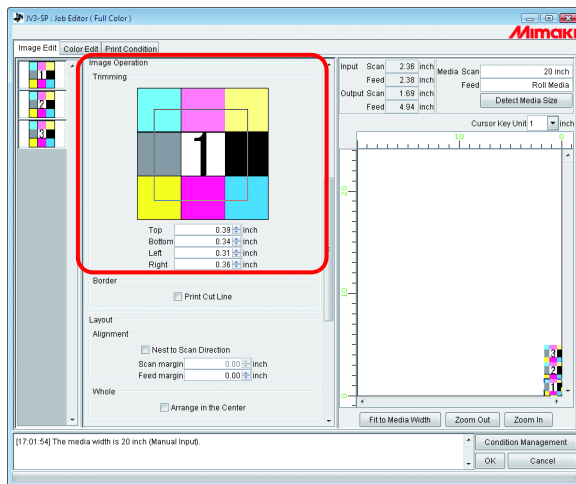 JV3-SP : Job Editor ( Full Color )
Mimaki
Image Edit
Color Edit
Print Condition
1
2
3
Image Operation
Trimming
1
Top 0.39 inch
Bottom 0.34 inch
Left 0.31 inch
Right 0.36 inch
Border
Print Cut Line
Layout
Alignment
Nest to Scan Direction
Scan margin 0.00 inch
Feed margin 0.00 inch
Whole
Arrange in the Center
Input Scan 2.36 inch
Feed 2.38 inch
Output Scan 1.69 inch
Feed 4.94 inch
Media Scan 20 inch
Feed Roll Media
Detect Media Size
Cursor Key Unit 1 inch
10 0
20
10
0
3
2
1
Fit to Media Width
Zoom Out
Zoom In
[17:01:54] The media width is 20 inch (Manual Input).
Condition Management
OK
Cancel